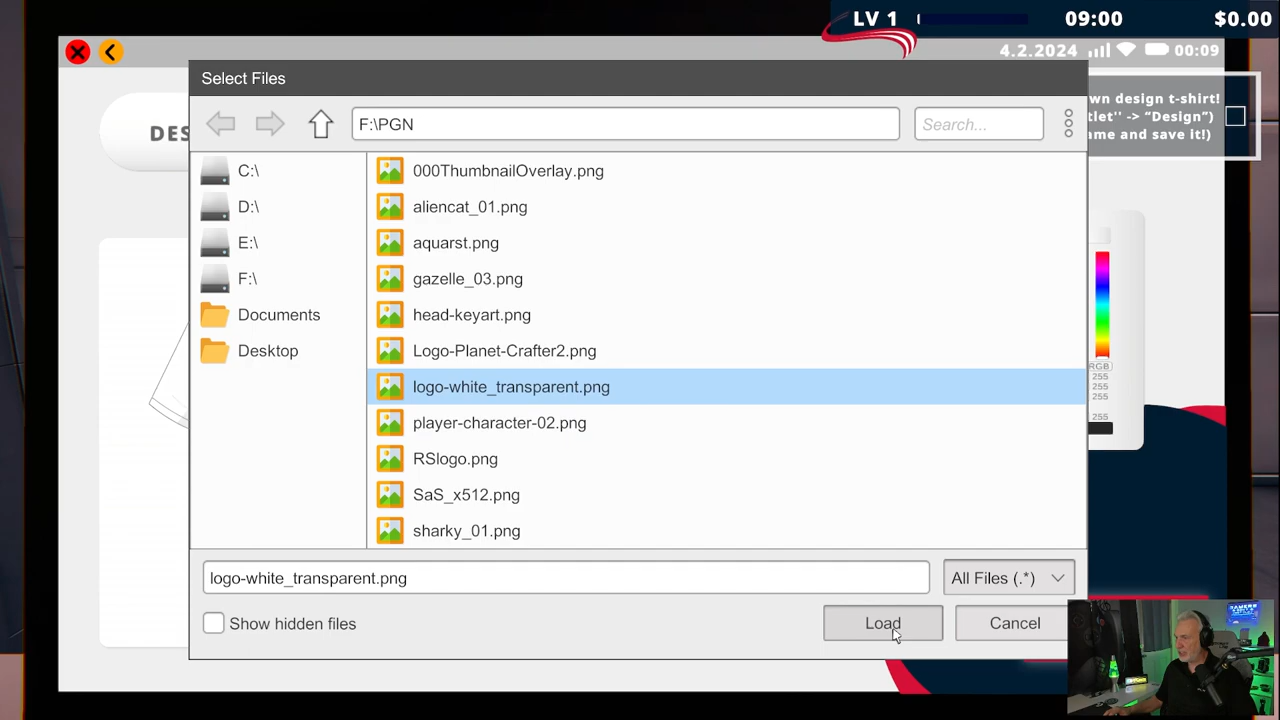 LV 1
09:00
$0.00
4.2.2024
00:09
Select Files
F:\PGN
Search...
wn design t-shirt!
tlet'' -> "Design")
ame and save it!)
DES
C:\
D:\
E:\
F:\
Documents
Desktop
000ThumbnailOverlay.png
aliencat_01.png
aquarst.png
gazelle_03.png
head-keyart.png
Logo-Planet-Crafter2.png
logo-white_transparent.png
player-character-02.png
RSlogo.png
SaS_x512.png
sharky_01.png
RGB
255
255
255
255
logo-white_transparent.png
All Files (.*)
Show hidden files
Load
Cancel